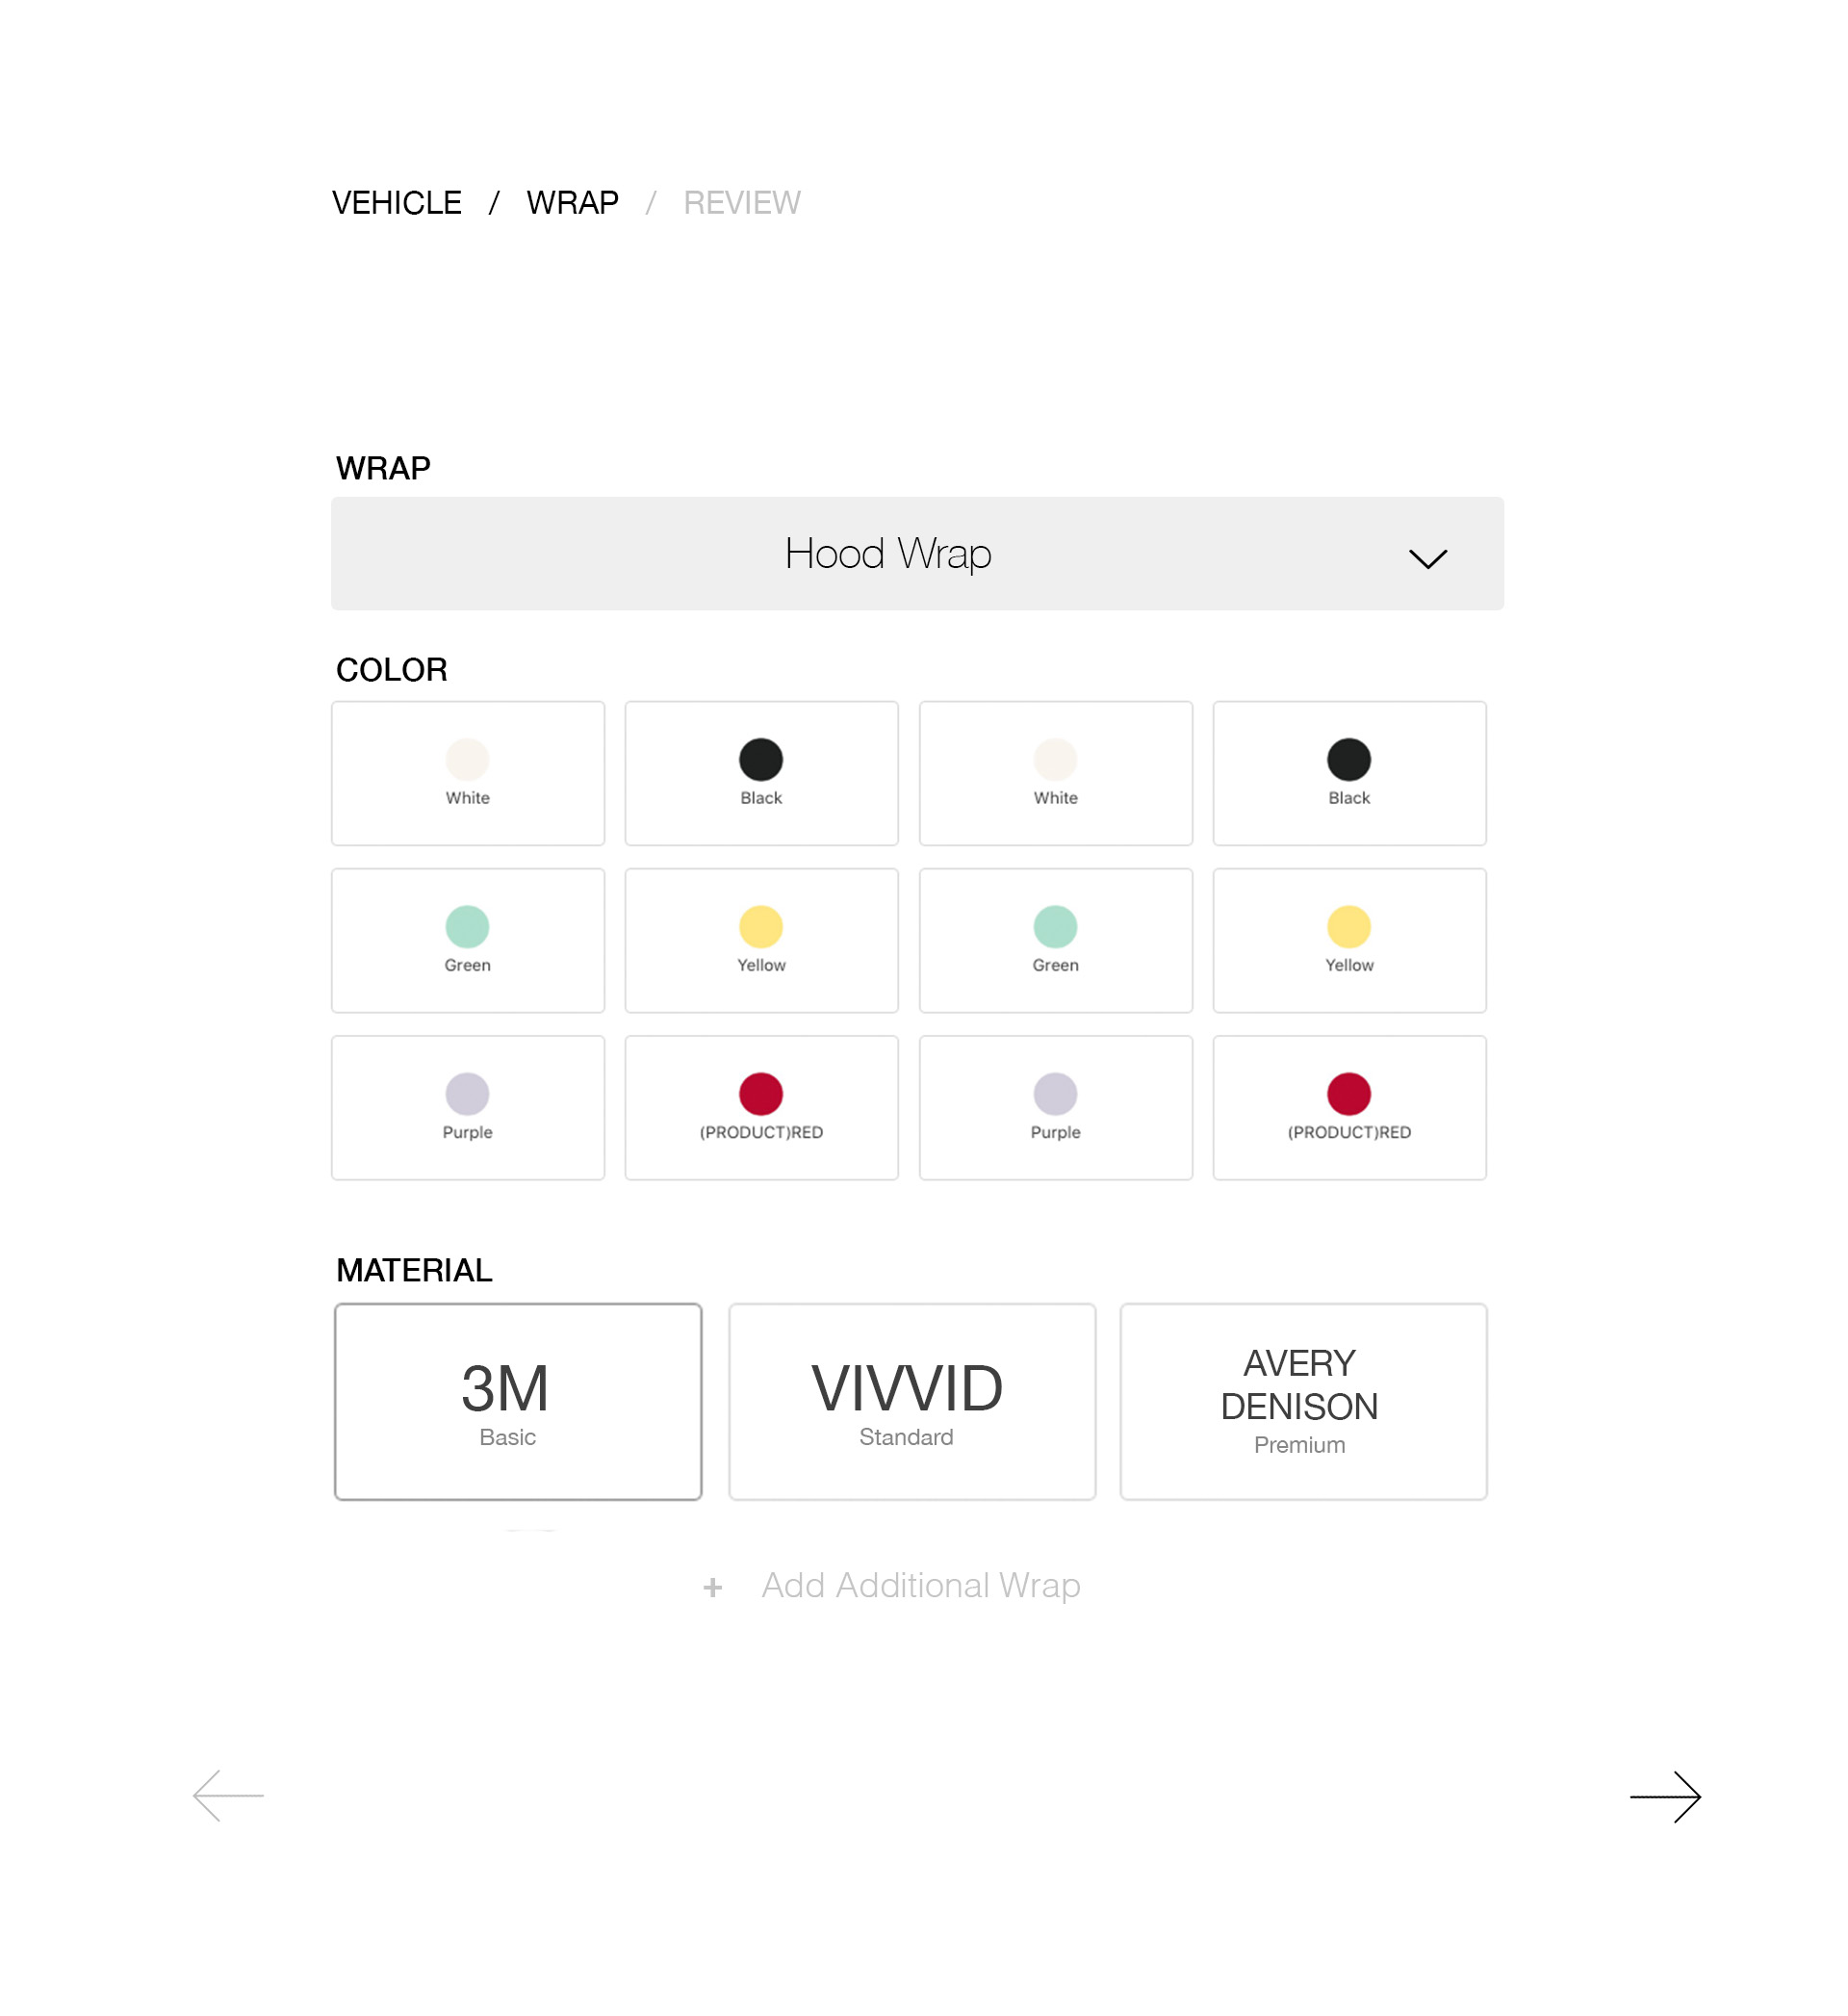 VEHICLE / WRAP / REVIEW
WRAP
Hood Wrap
COLOR
White Black White Black
Green Yellow Green Yellow
Purple (PRODUCT)RED Purple (PRODUCT)RED
MATERIAL
3M
Basic
VIVVID
Standard
AVERY
DENISON
Premium
+ Add Additional Wrap